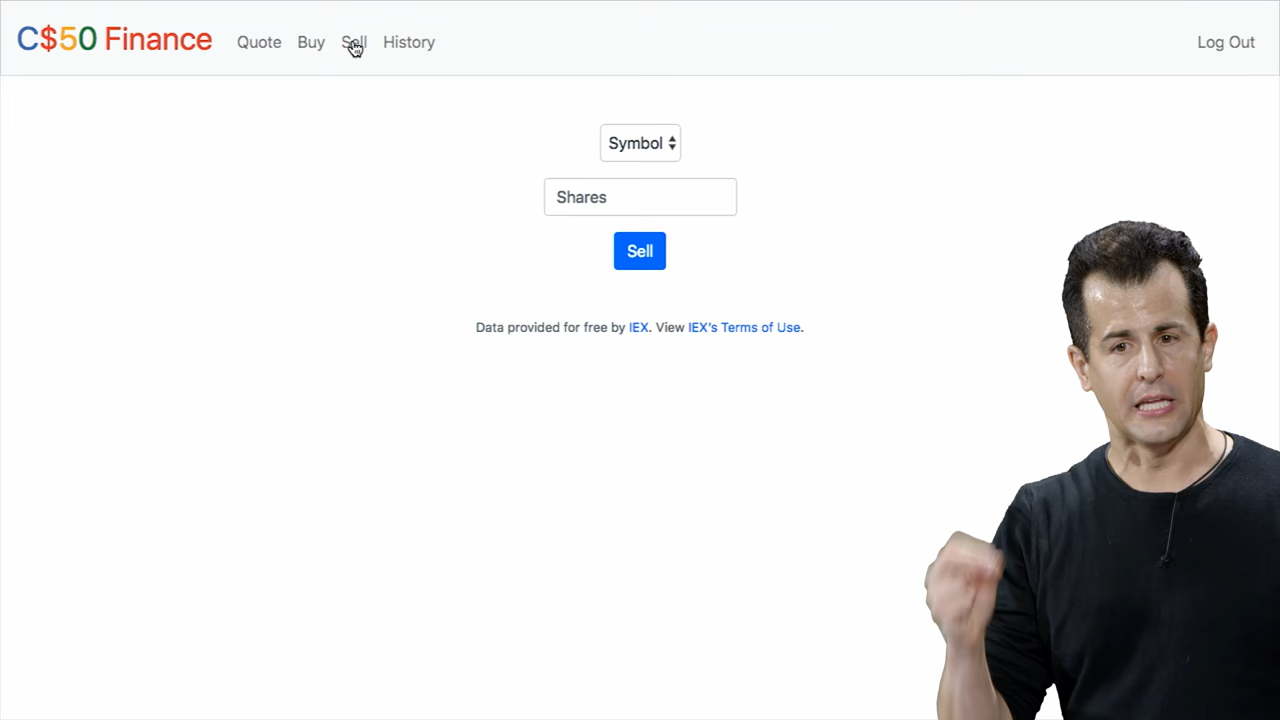 C$50 Finance Quote Buy Sell History Log Out
Symbol
Shares
Sell
Data provided for free by IEX. View IEX's Terms of Use.